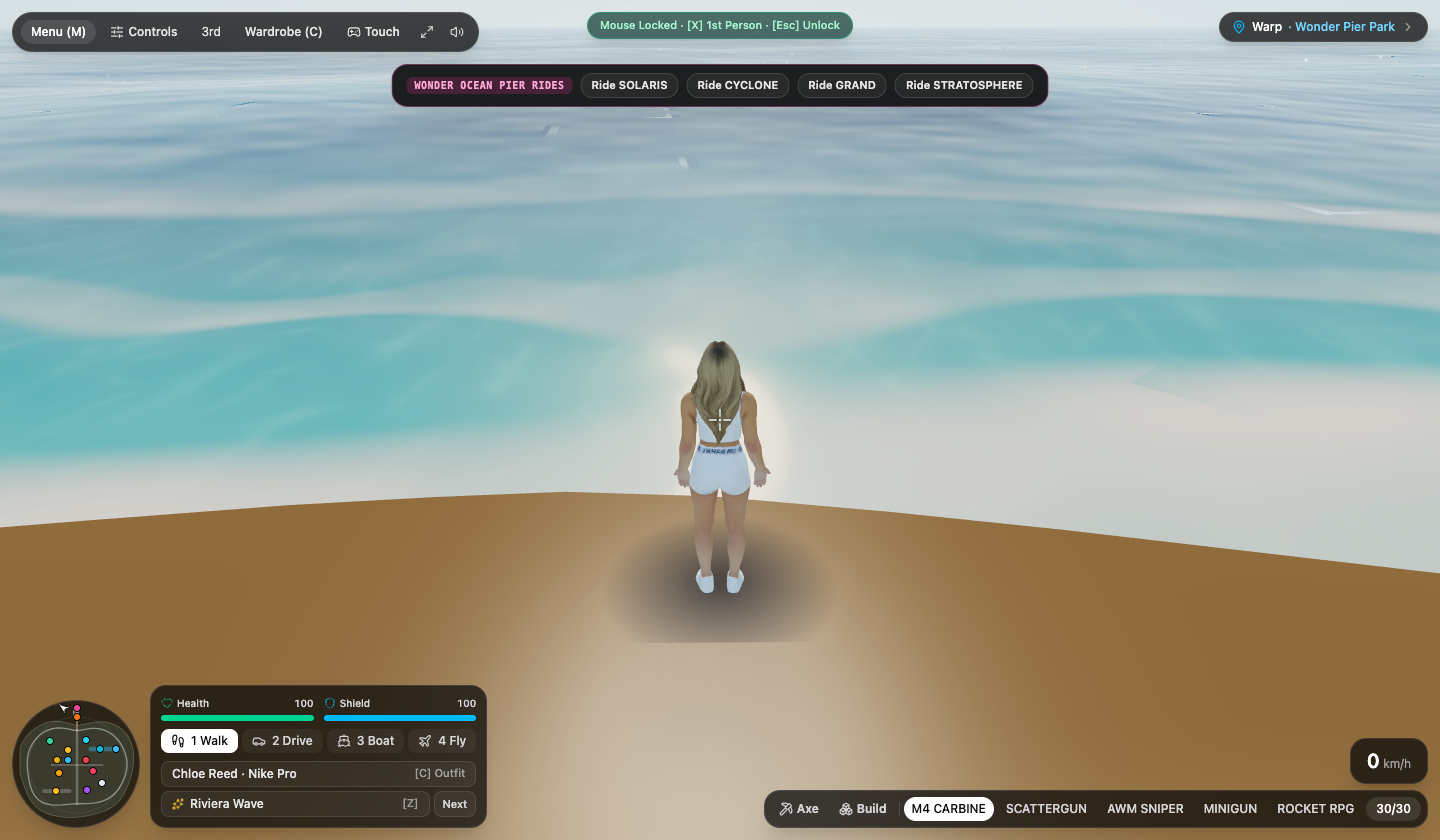 Menu (M) Controls 3rd Wardrobe (C) Touch
Mouse Locked · [X] 1st Person · [Esc] Unlock
Warp · Wonder Pier Park
WONDER OCEAN PIER RIDES Ride SOLARIS Ride CYCLONE Ride GRAND Ride STRATOSPHERE
Health 100 Shield 100
1 Walk 2 Drive 3 Boat 4 Fly
Chloe Reed · Nike Pro [C] Outfit
Riviera Wave [Z] Next
0 km/h
Axe Build M4 CARBINE SCATTERGUN AWM SNIPER MINIGUN ROCKET RPG 30/30